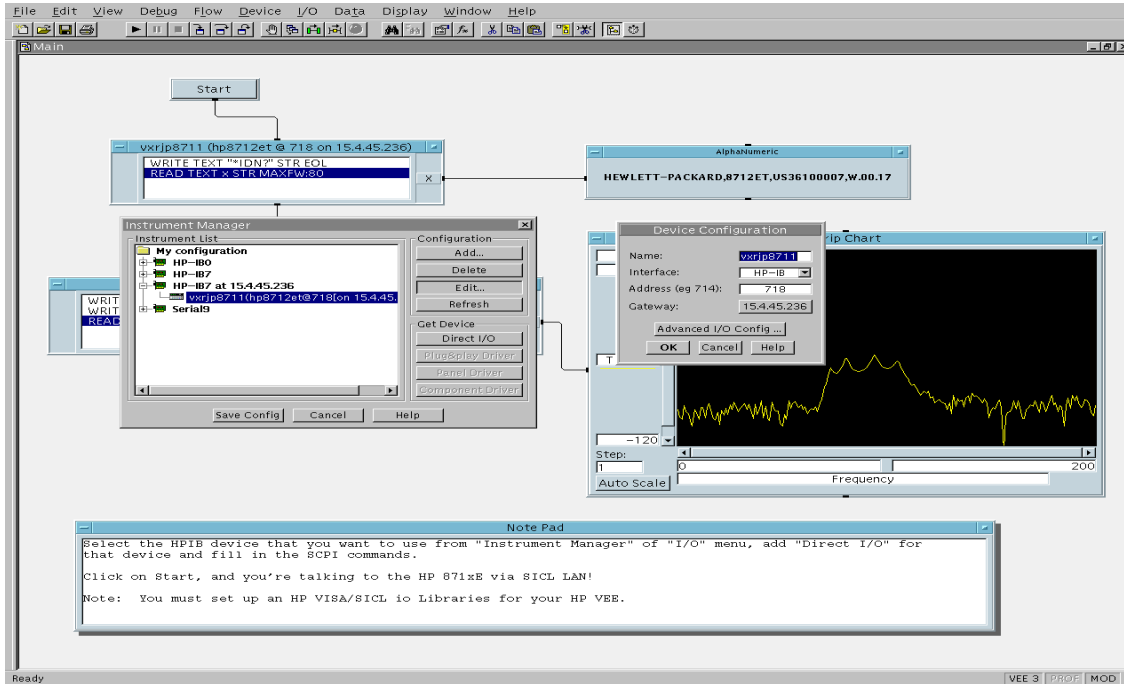 File Edit View Debug Flow Device I/O Data Display Window Help
Main
Start
vxrjp8711 (hp8712et @ 718 on 15.4.45.236)
WRITE TEXT "*IDN?" STR EOL
READ TEXT x STR MAXFW:80
X
AlphaNumeric
HEWLETT-PACKARD,8712ET,US36100007,W.00.17
Instrument Manager
Instrument List
My configuration
HP-IB0
HP-IB7
HP-IB7 at 15.4.45.236
vxrjp8711(hp8712et@718[on 15.4.45.
Serial9
Configuration
Add...
Delete
Edit...
Refresh
Get Device
Direct I/O
Plug&play Driver
Panel Driver
Component Driver
Save Config Cancel Help
WRIT
WRIT
READ
Device Configuration
Name: vxrjp8711
Interface: HP-IB
Address (eg 714): 718
Gateway: 15.4.45.236
Advanced I/O Config ...
OK Cancel Help
rip Chart
T
-120
Step:
1
Auto Scale
0 200
Frequency
Note Pad
Select the HPIB device that you want to use from "Instrument Manager" of "I/O" menu, add "Direct I/O" for
that device and fill in the SCPI commands.
Click on Start, and you're talking to the HP 871xE via SICL LAN!
Note: You must set up an HP VISA/SICL io Libraries for your HP VEE.
Ready
VEE 3 PROF MOD